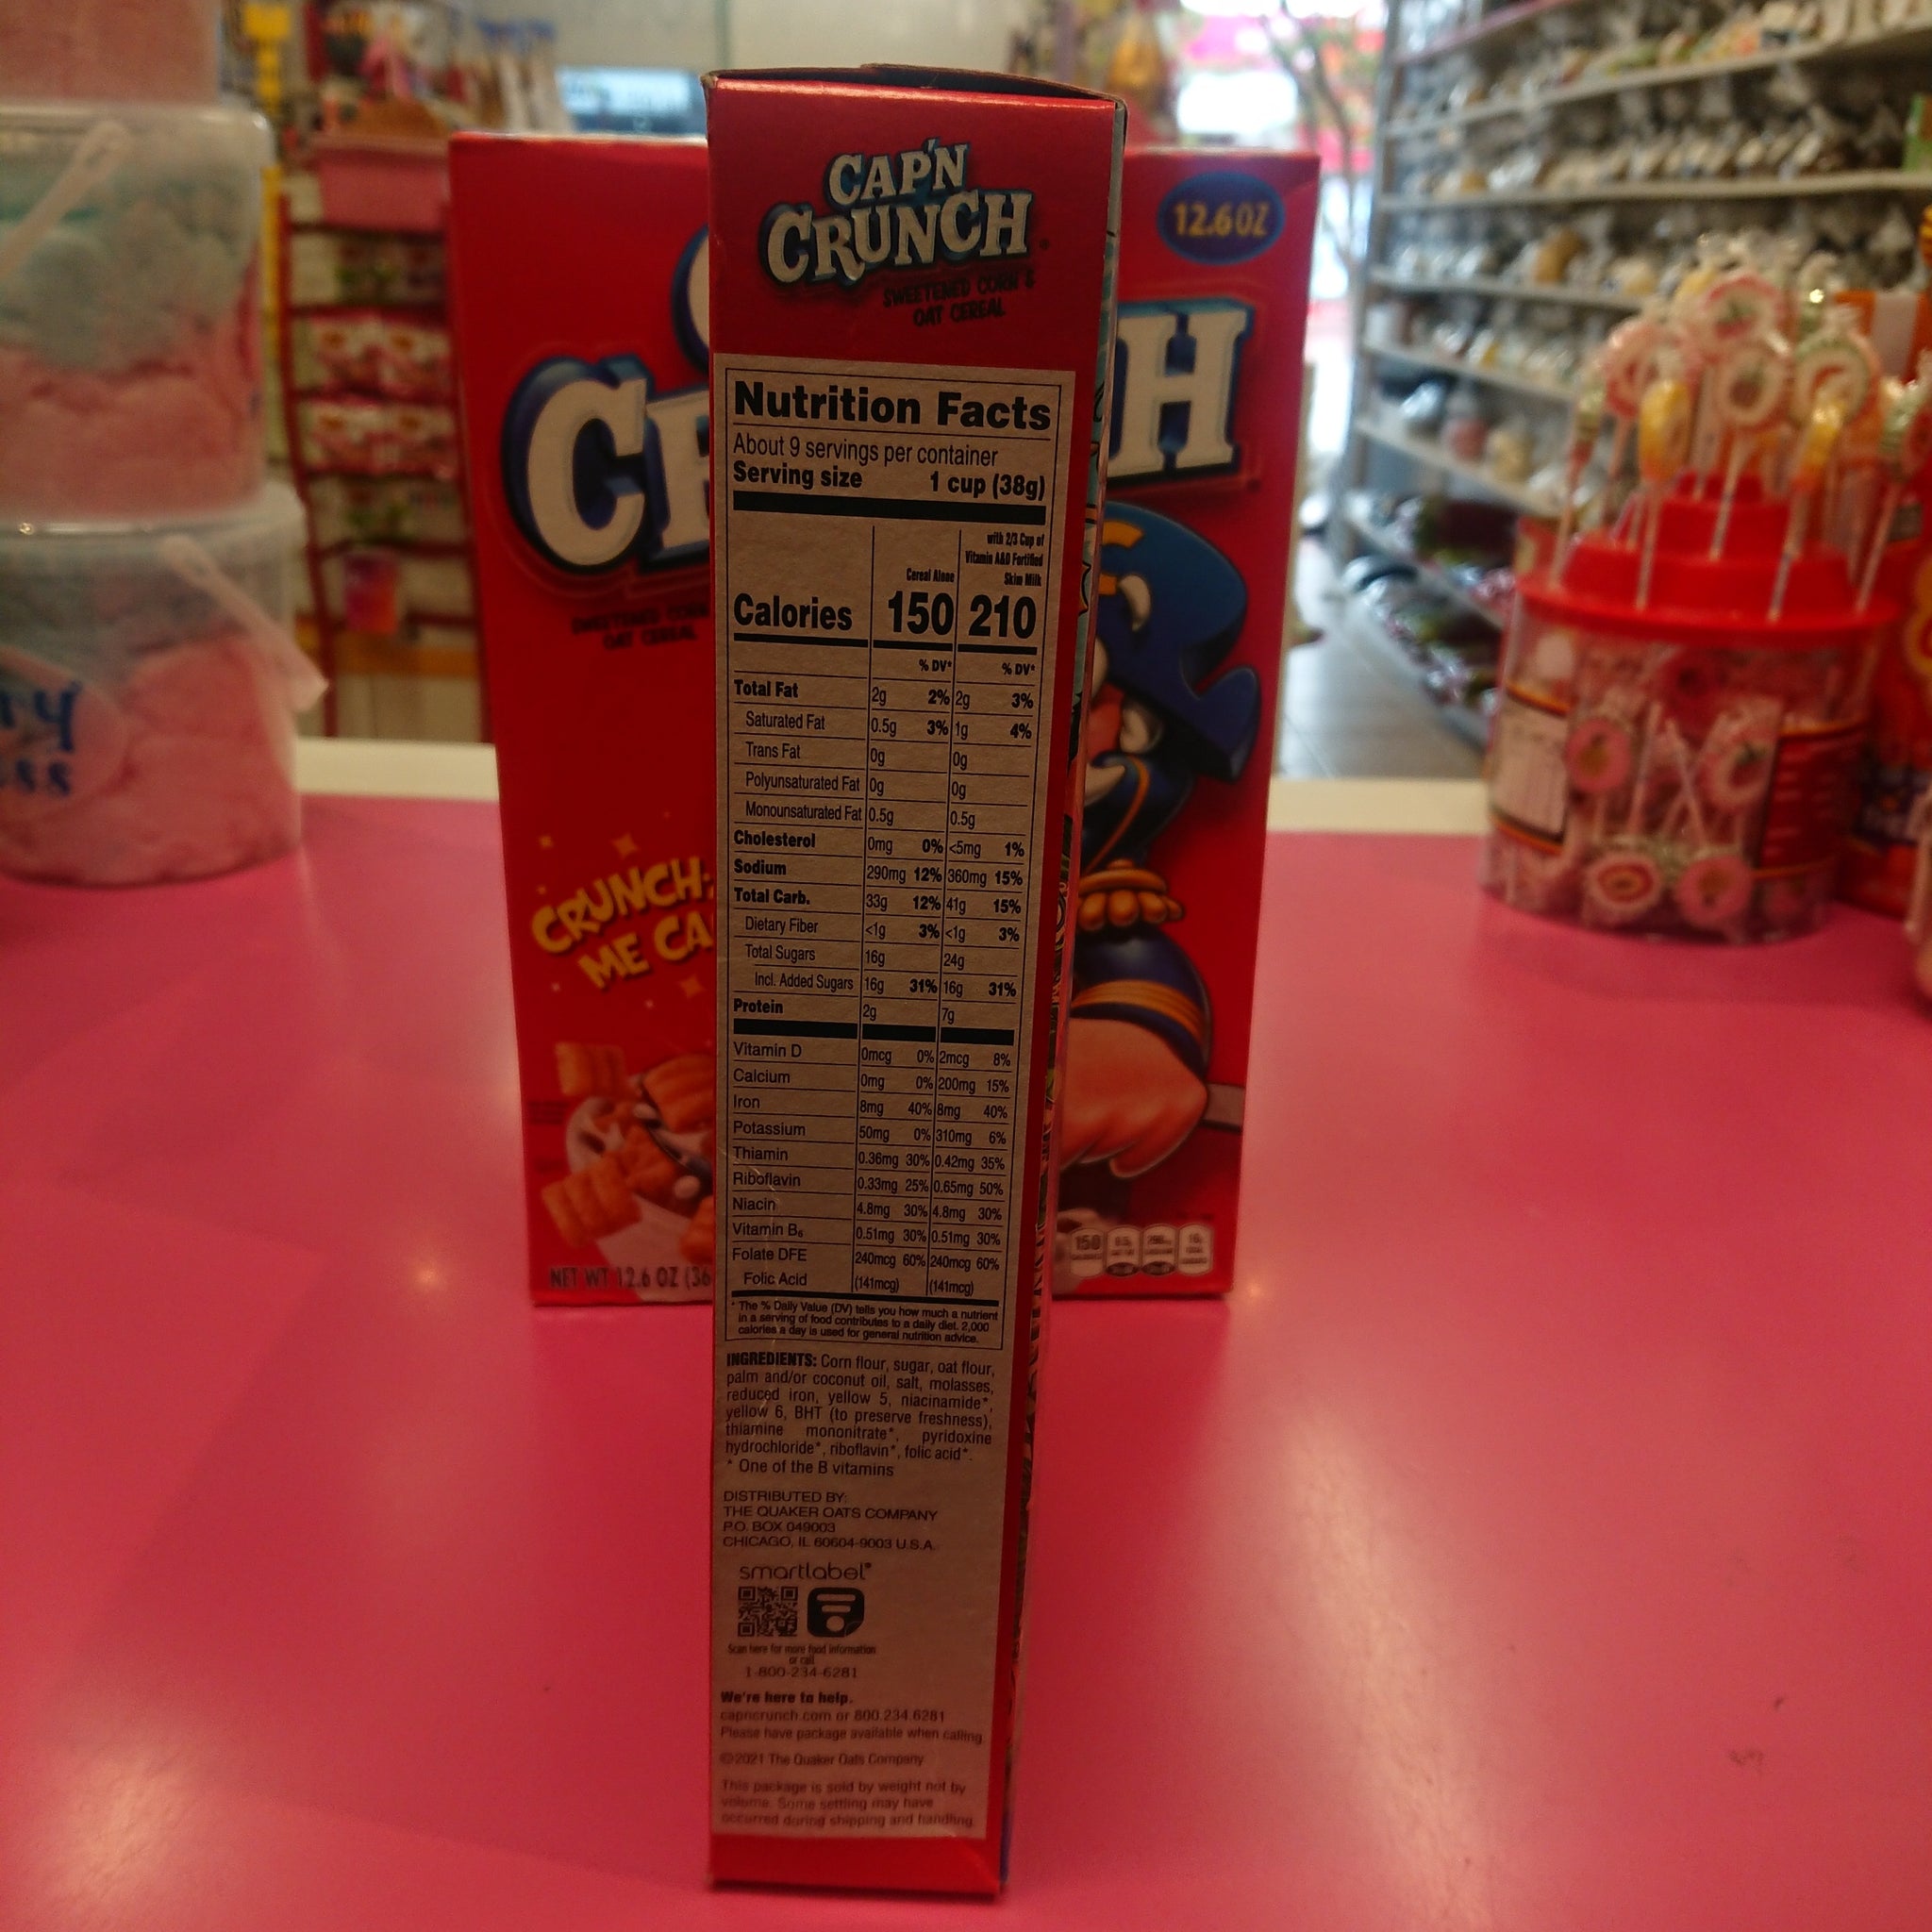 CAP'N
CRUNCH
SWEETENED CORN &
OAT CEREAL
Nutrition Facts
About 9 servings per container
Serving size 1 cup (38g)
Cereal Alone
with 2/3 Cup of
Vitamin A&D Fortified
Skim Milk
Calories 150 210
% DV* % DV*
Total Fat 2g 2% 2g 3%
Saturated Fat 0.5g 3% 1g 4%
Trans Fat 0g 0g
Polyunsaturated Fat 0g 0g
Monounsaturated Fat 0.5g 0.5g
Cholesterol 0mg 0% <5mg 1%
Sodium 290mg 12% 360mg 15%
Total Carb. 33g 12% 41g 15%
Dietary Fiber <1g 3% <1g 3%
Total Sugars 16g 24g
Incl. Added Sugars 16g 31% 16g 31%
Protein 2g 7g
Vitamin D 0mcg 0% 2mcg 8%
Calcium 0mg 0% 200mg 15%
Iron 8mg 40% 8mg 40%
Potassium 50mg 0% 310mg 6%
Thiamin 0.36mg 30% 0.42mg 35%
Riboflavin 0.33mg 25% 0.65mg 50%
Niacin 4.8mg 30% 4.8mg 30%
Vitamin B6 0.51mg 30% 0.51mg 30%
Folate DFE 240mcg 60% 240mcg 60%
Folic Acid (141mcg) (141mcg)
* The % Daily Value (DV) tells you how much a nutrient
in a serving of food contributes to a daily diet. 2,000
calories a day is used for general nutrition advice.
INGREDIENTS: Corn flour, sugar, oat flour,
palm and/or coconut oil, salt, molasses,
reduced iron, yellow 5, niacinamide*,
yellow 6, BHT (to preserve freshness),
thiamine mononitrate*, pyridoxine
hydrochloride*, riboflavin*, folic acid*.
* One of the B vitamins
DISTRIBUTED BY:
THE QUAKER OATS COMPANY
P.O. BOX 049003
CHICAGO, IL 60604-9003 U.S.A.
smartlabel®
Scan here for more food information
or call
1-800-234-6281
We're here to help.
capncrunch.com or 800.234.6281
Please have package available when calling
©2021 The Quaker Oats Company
This package is sold by weight not by
volume. Some settling may have
occurred during shipping and handling.
12.6 OZ
C
H
SWEETENED CORN
OAT CEREAL
CRUNCH
ME CA
NET WT 12.6 OZ (36
150